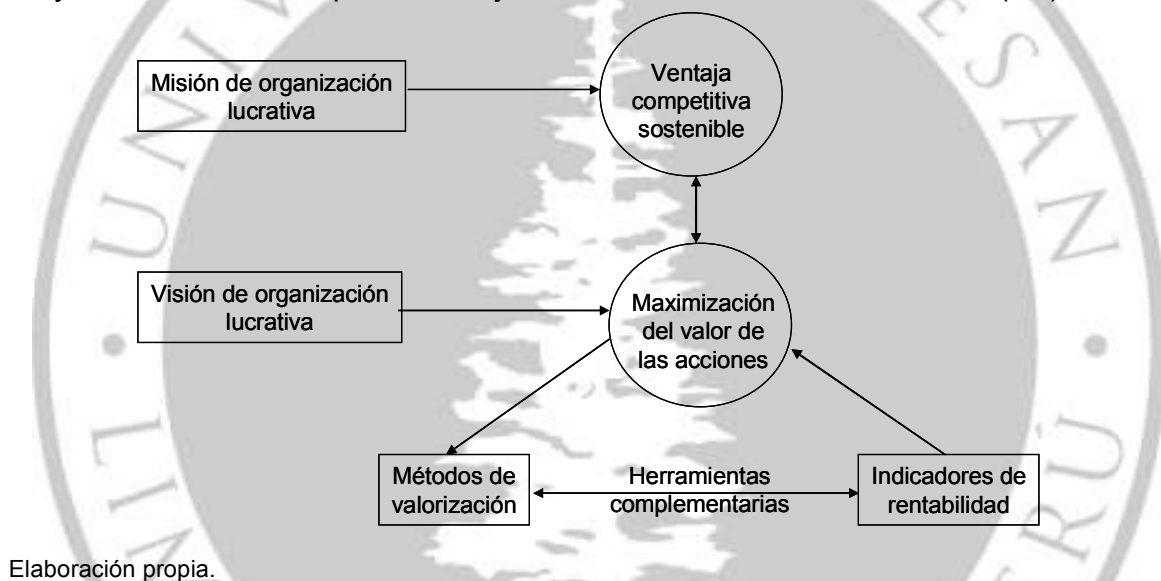 Misión de organización
lucrativa
Ventaja
competitiva
sostenible
Visión de organización
lucrativa
Maximización
del valor de
las acciones
Métodos de
valorización
Herramientas
complementarias
Indicadores de
rentabilidad
Elaboración propia.
ESAN